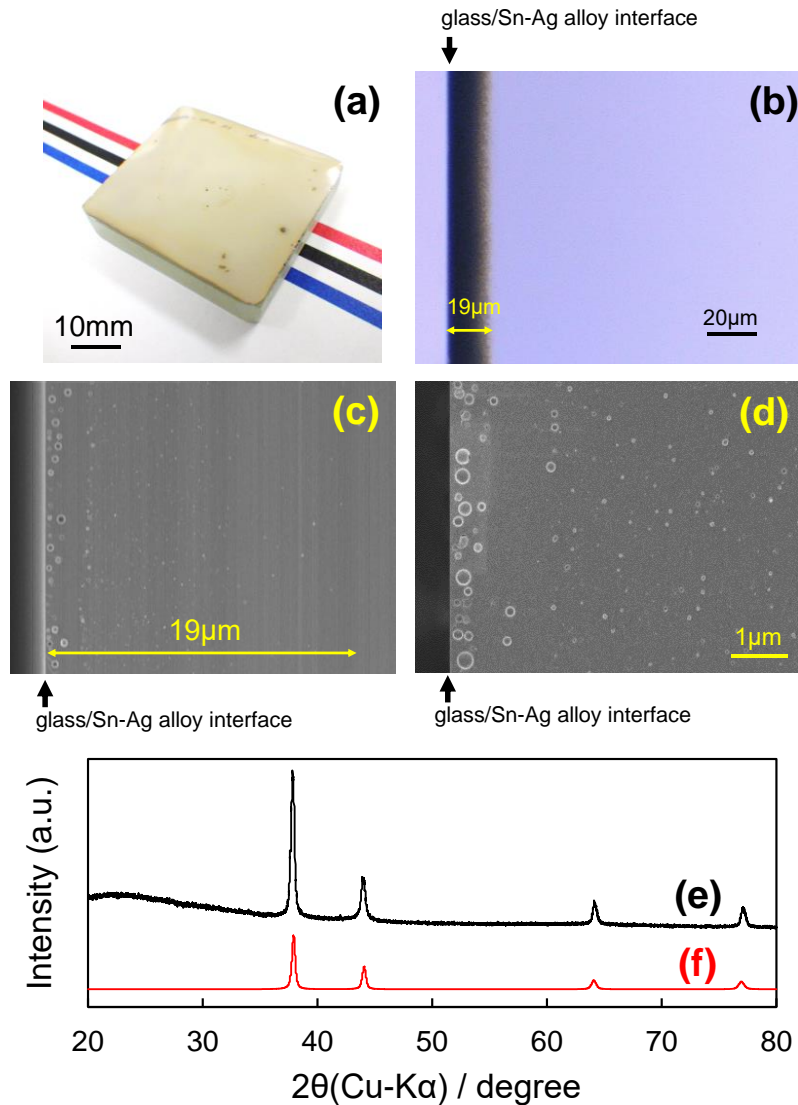 glass/Sn-Ag alloy interface
(a)
10mm
(b)
19μm
20μm
(c)
19μm
(d)
1μm
glass/Sn-Ag alloy interface
glass/Sn-Ag alloy interface
Intensity (a.u.)
(e)
(f)
20 30 40 50 60 70 80
2θ(Cu-Kα) / degree